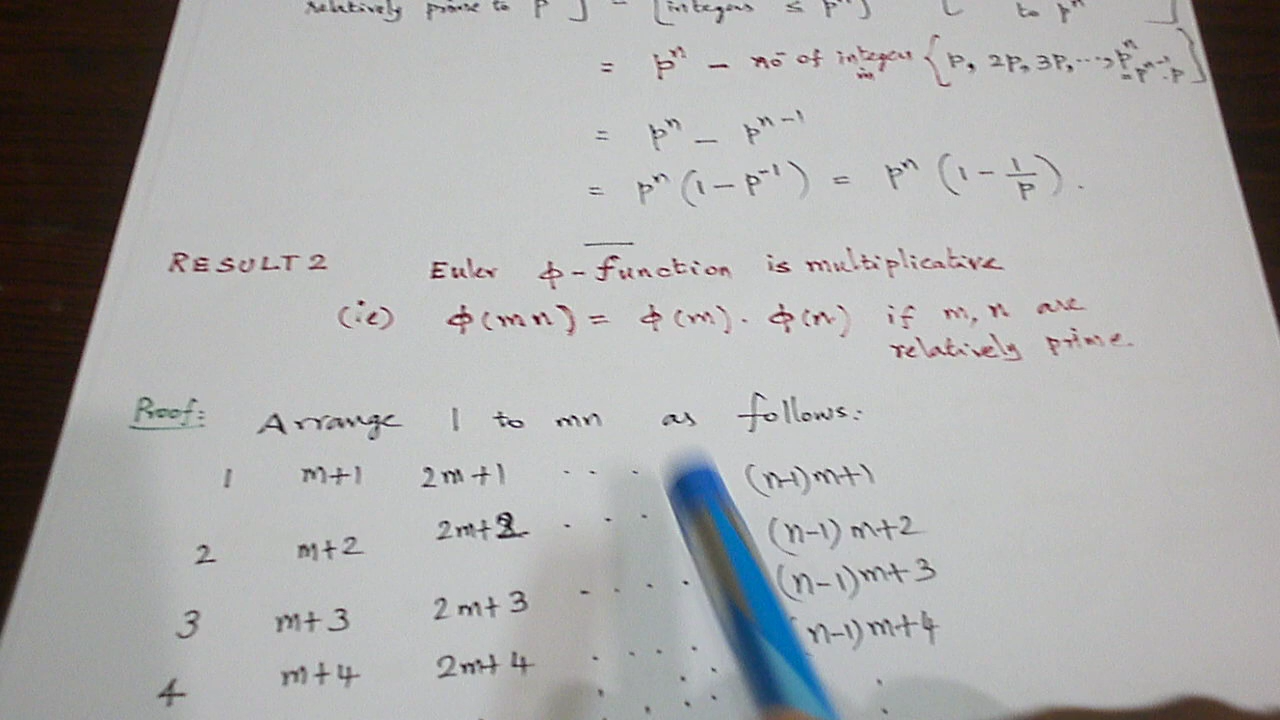 relatively prime to p ] - [integers ≤ pⁿ] [ to pⁿ ]
= pⁿ - no of integers in {p, 2p, 3p, ..., pⁿ = pⁿ⁻¹.p}
= pⁿ - pⁿ⁻¹
= pⁿ (1 - p⁻¹) = pⁿ (1 - 1/p).
RESULT 2 Euler ϕ-function is multiplicative
(ie) ϕ(mn) = ϕ(m). ϕ(n) if m, n are
relatively prime.
Proof: Arrange 1 to mn as follows:
1 m+1 2m+1 ... (n-1)m+1
2 m+2 2m+2 ... (n-1)m+2
3 m+3 2m+3 .... (n-1)m+3
4 m+4 2m+4 .... (n-1)m+4